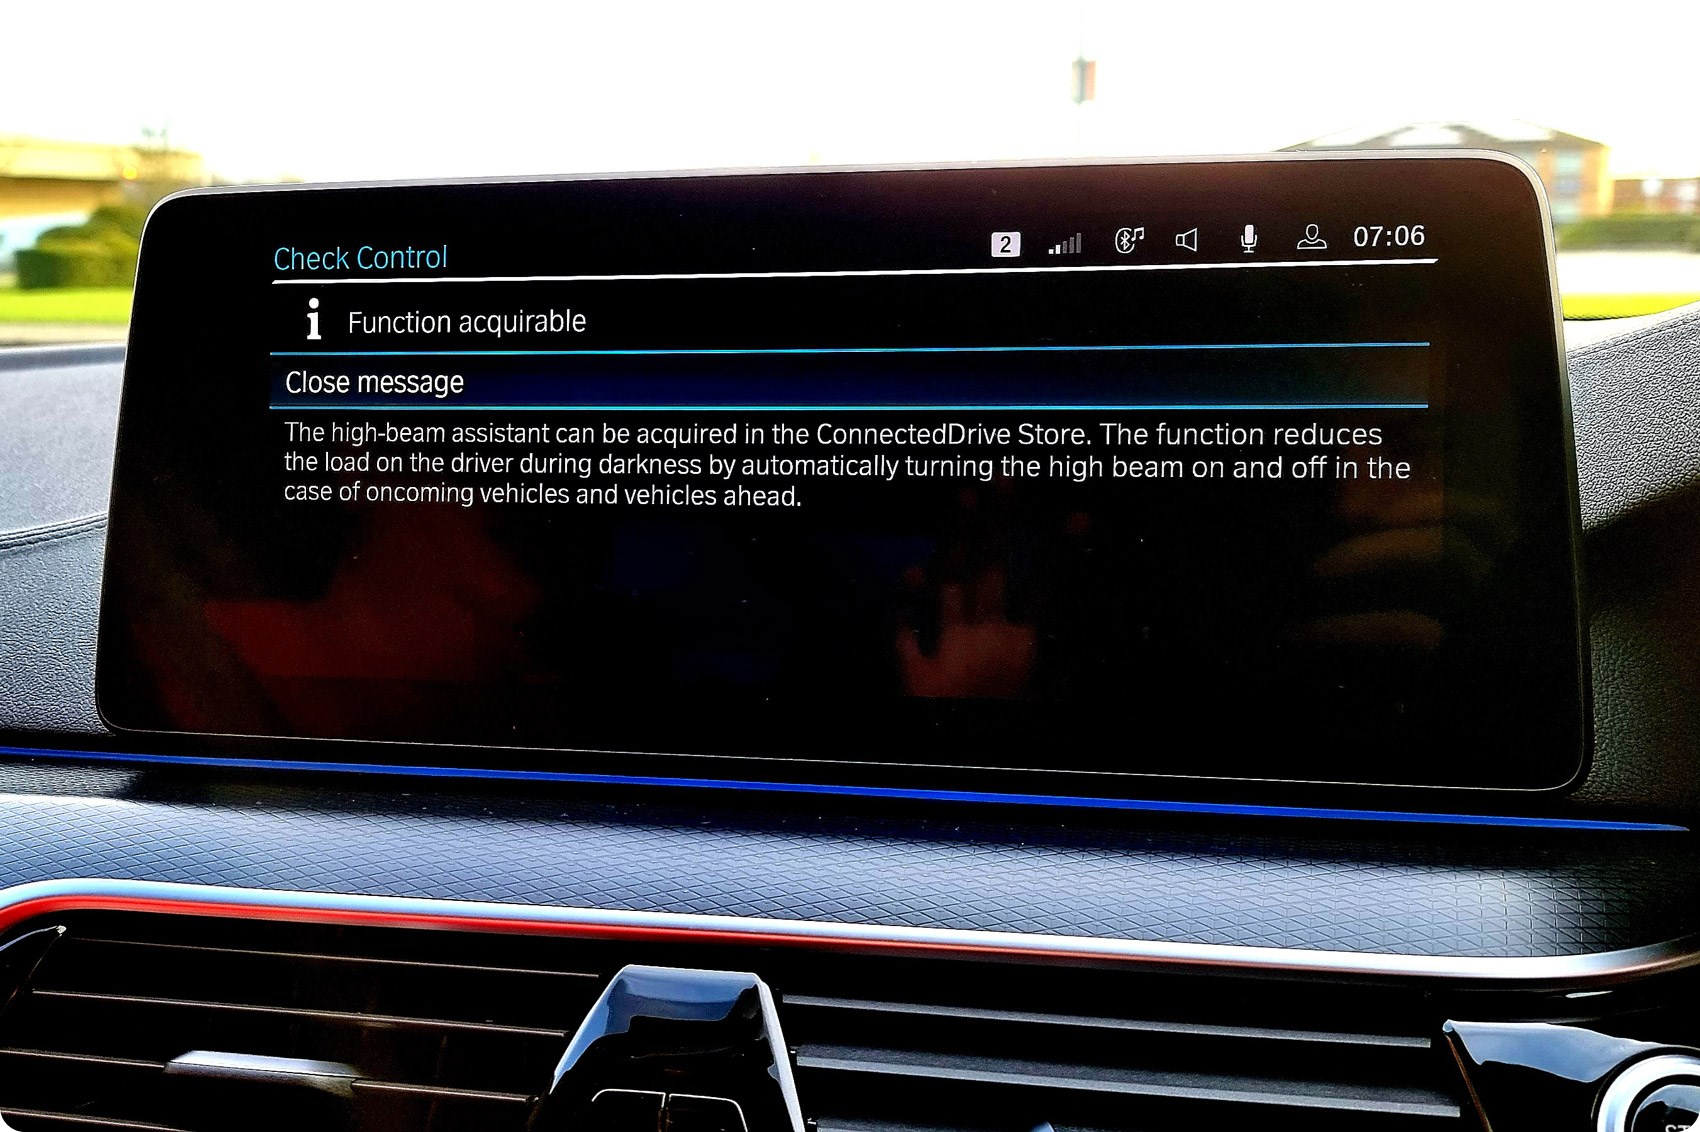 Check Control
2
07:06
Function acquirable
Close message
The high-beam assistant can be acquired in the ConnectedDrive Store. The function reduces
the load on the driver during darkness by automatically turning the high beam on and off in the
case of oncoming vehicles and vehicles ahead.